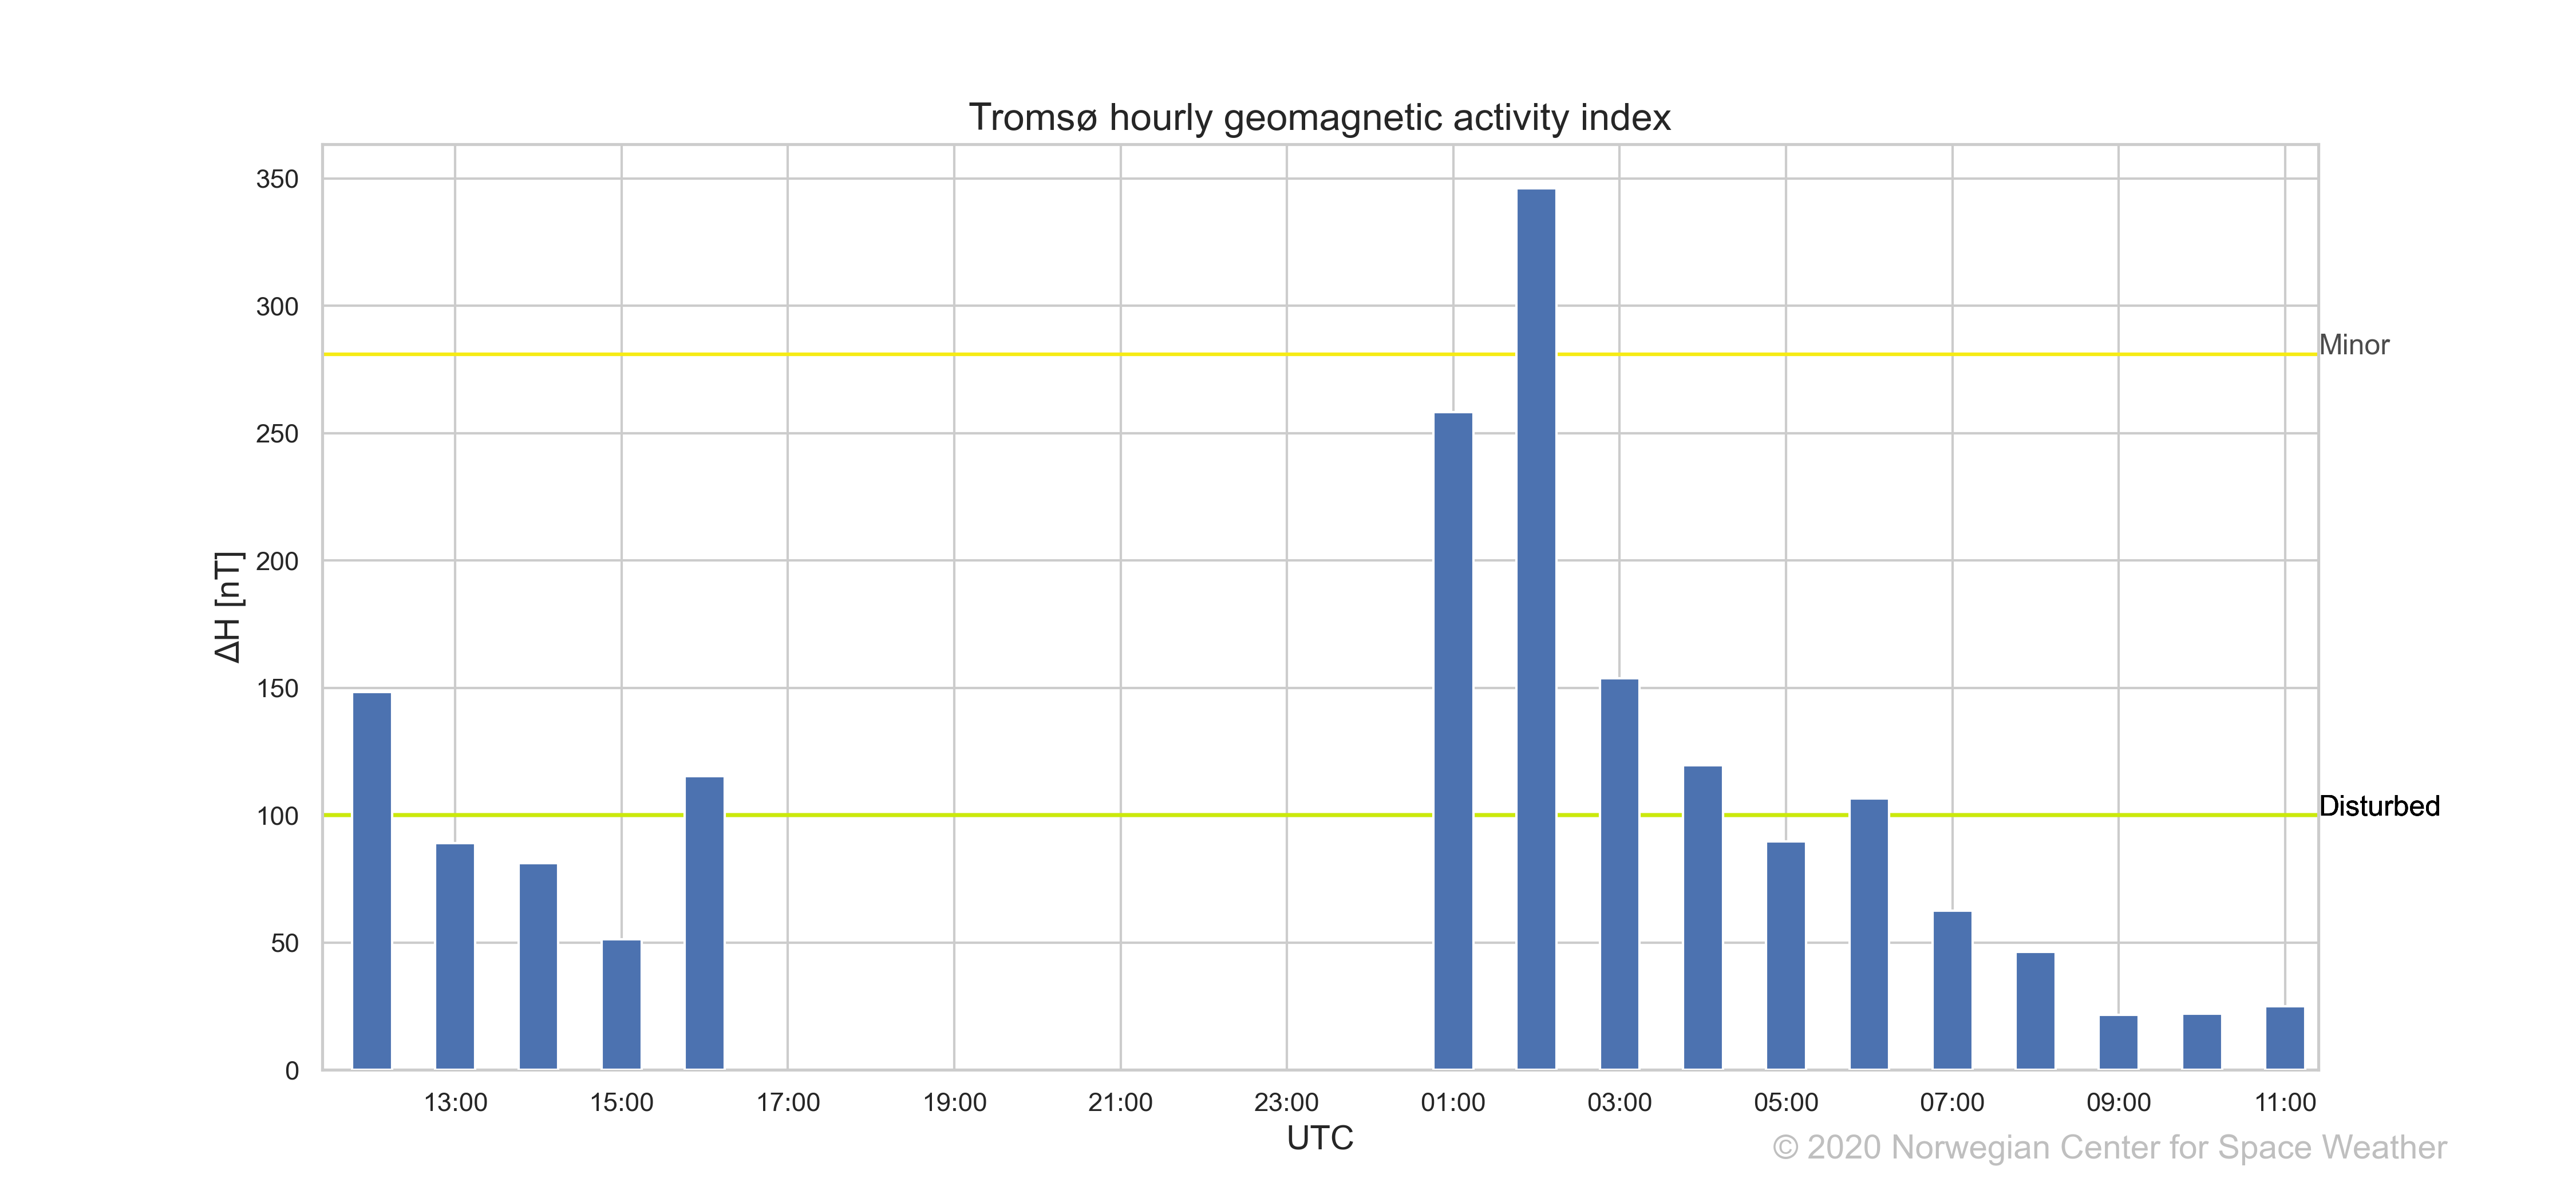 Tromsø hourly geomagnetic activity index
350
300
250
200
150
100
50
0
ΔH [nT]
Minor
Disturbed
13:00 15:00 17:00 19:00 21:00 23:00 01:00 03:00 05:00 07:00 09:00 11:00
UTC
© 2020 Norwegian Center for Space Weather